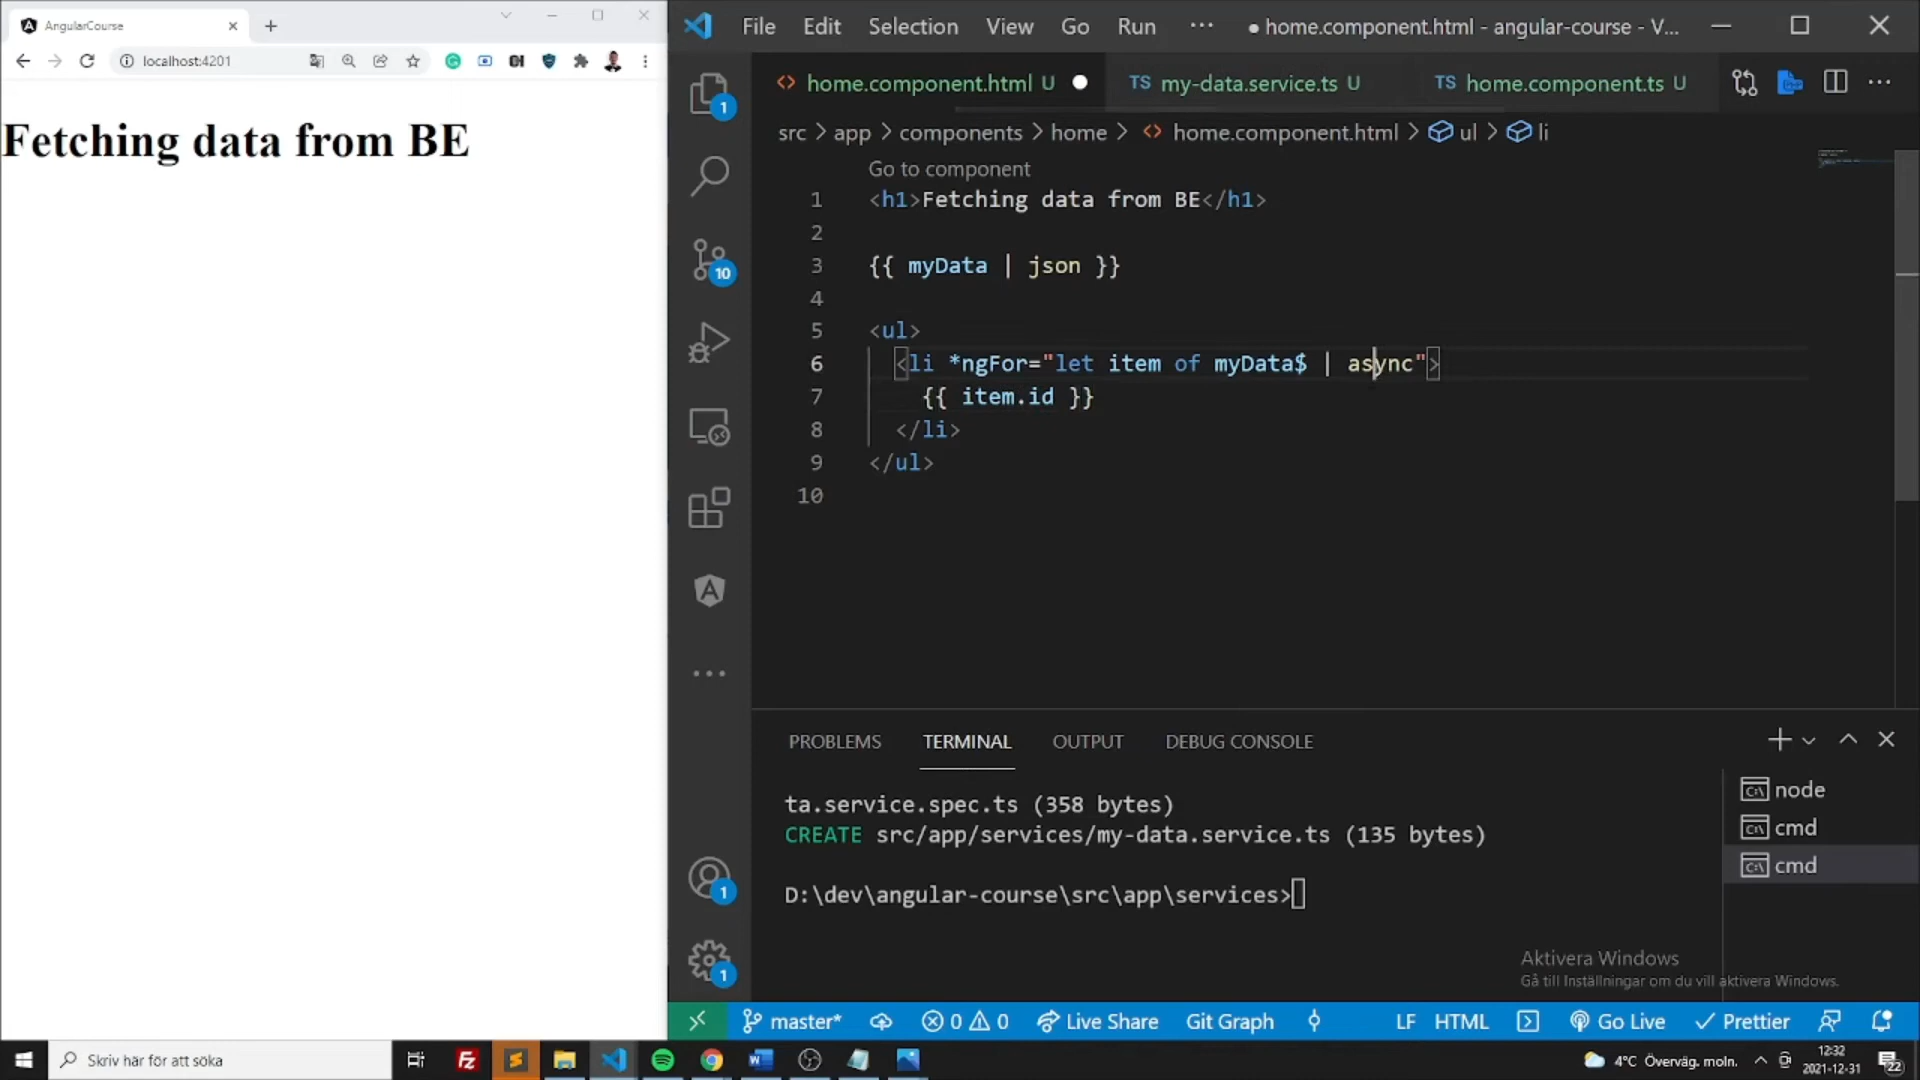 AngularCourse
localhost:4201
Fetching data from BE
File Edit Selection View Go Run ··· ● home.component.html - angular-course - V...
home.component.html U ● TS my-data.service.ts U TS home.component.ts U
src > app > components > home > <> home.component.html > ul > li
Go to component
1 <h1>Fetching data from BE</h1>
2
3 {{ myData | json }}
4
5 <ul>
6 <li *ngFor="let item of myData$ | async">
7 {{ item.id }}
8 </li>
9 </ul>
10
1
10
1
1
PROBLEMS TERMINAL OUTPUT DEBUG CONSOLE
ta.service.spec.ts (358 bytes)
CREATE src/app/services/my-data.service.ts (135 bytes)
D:\dev\angular-course\src\app\services>
node
cmd
cmd
Aktivera Windows
Gå till Inställningar om du vill aktivera Windows.
master* 0 0 Live Share Git Graph LF HTML Go Live Prettier
Skriv här för att söka
4°C Överväg. moln.
12:32
2021-12-31
22